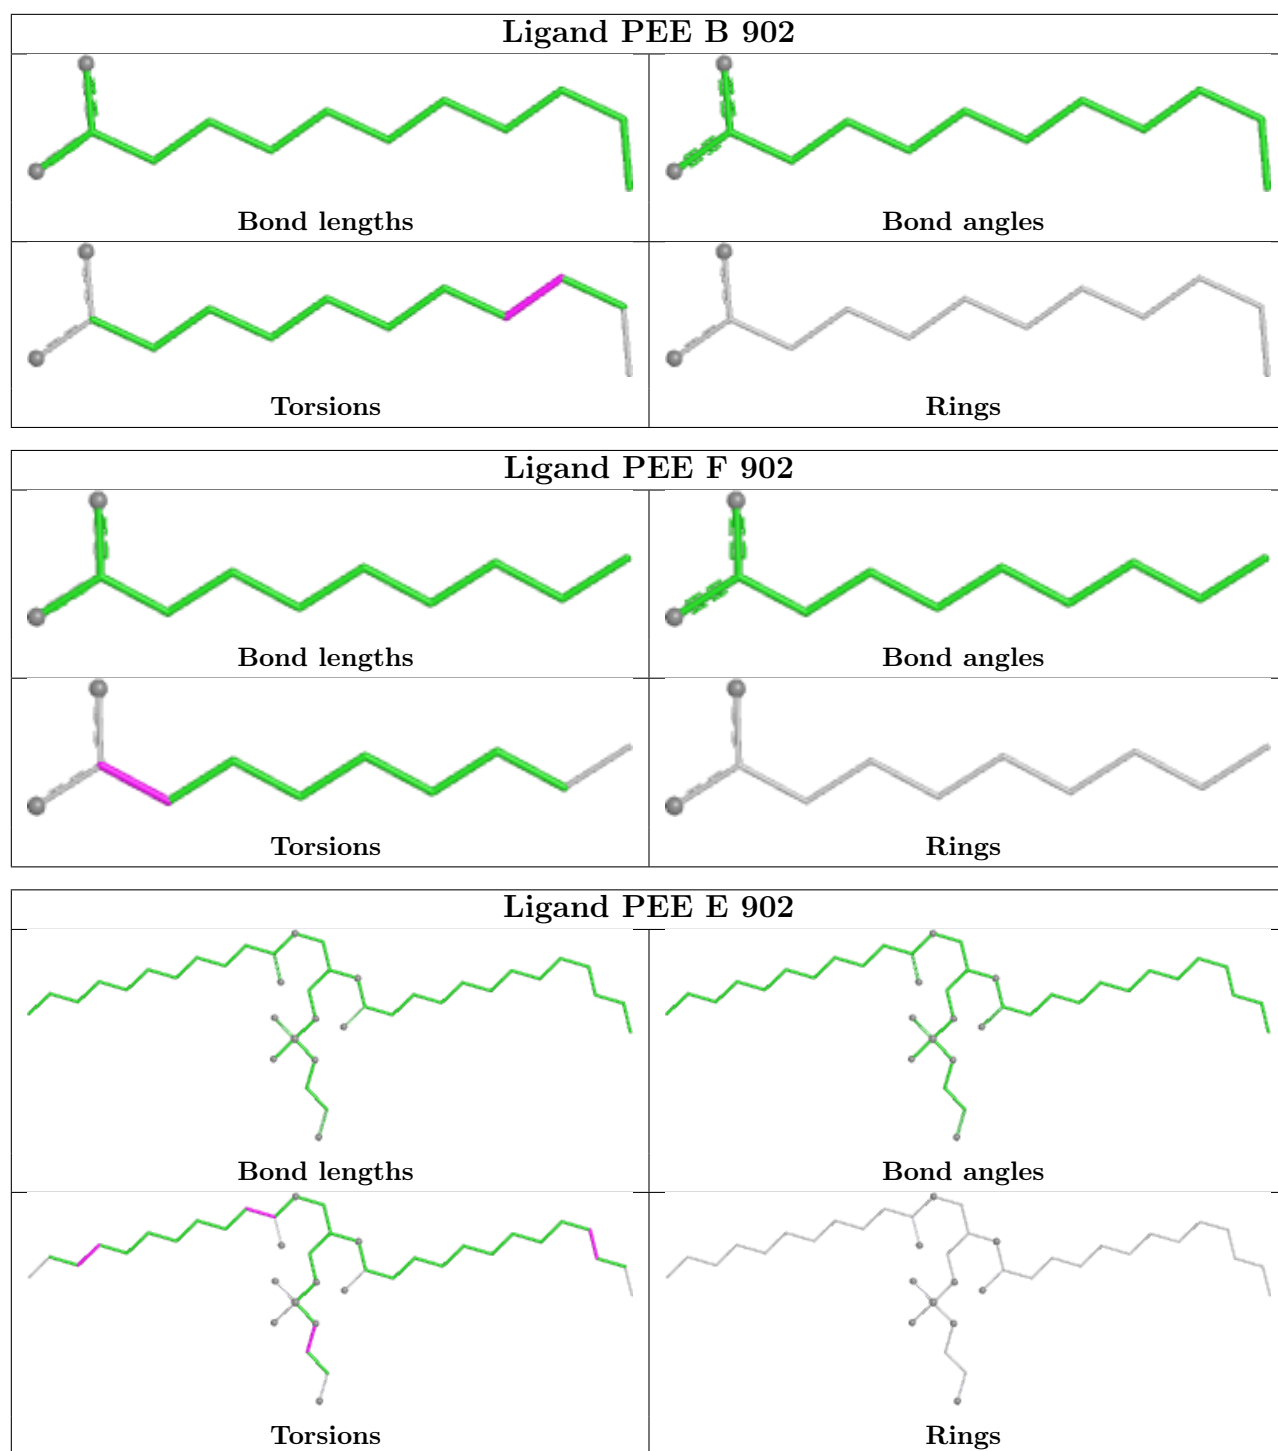 Ligand PEE B 902
Bond lengths
Bond angles
Torsions
Rings
Ligand PEE F 902
Bond lengths
Bond angles
Torsions
Rings
Ligand PEE E 902
Bond lengths
Bond angles
Torsions
Rings